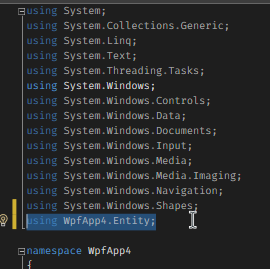 using System;
using System.Collections.Generic;
using System.Linq;
using System.Text;
using System.Threading.Tasks;
using System.Windows;
using System.Windows.Controls;
using System.Windows.Data;
using System.Windows.Documents;
using System.Windows.Input;
using System.Windows.Media;
using System.Windows.Media.Imaging;
using System.Windows.Navigation;
using System.Windows.Shapes;
using WpfApp4.Entity;
namespace WpfApp4
{